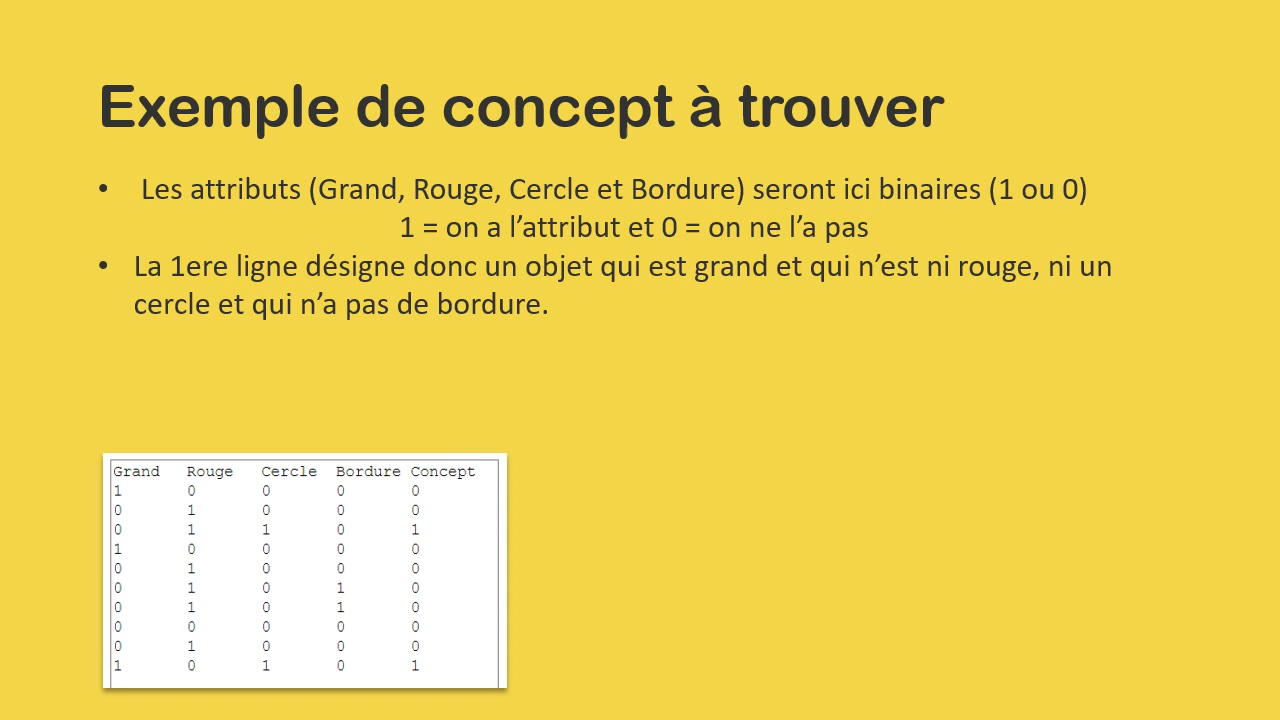 Exemple de concept à trouver
• Les attributs (Grand, Rouge, Cercle et Bordure) seront ici binaires (1 ou 0)
1 = on a l’attribut et 0 = on ne l’a pas
• La 1ere ligne désigne donc un objet qui est grand et qui n’est ni rouge, ni un
cercle et qui n’a pas de bordure.
Grand Rouge Cercle Bordure Concept
1 0 0 0 0
0 1 0 0 0
0 1 1 0 1
1 0 0 0 0
0 1 0 0 0
0 1 0 1 0
0 1 0 1 0
0 0 0 0 0
0 1 0 0 0
1 0 1 0 1